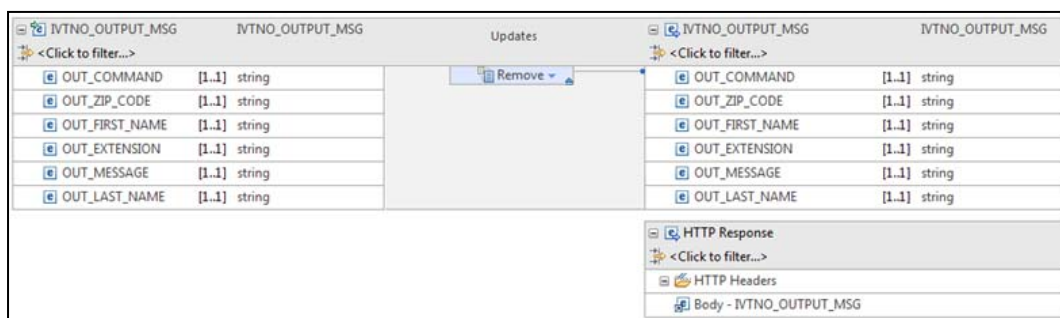 IVTNO_OUTPUT_MSG IVTNO_OUTPUT_MSG Updates IVTNO_OUTPUT_MSG IVTNO_OUTPUT_MSG
<Click to filter...> <Click to filter...>
OUT_COMMAND [1..1] string Remove OUT_COMMAND [1..1] string
OUT_ZIP_CODE [1..1] string OUT_ZIP_CODE [1..1] string
OUT_FIRST_NAME [1..1] string OUT_FIRST_NAME [1..1] string
OUT_EXTENSION [1..1] string OUT_EXTENSION [1..1] string
OUT_MESSAGE [1..1] string OUT_MESSAGE [1..1] string
OUT_LAST_NAME [1..1] string OUT_LAST_NAME [1..1] string
HTTP Response
<Click to filter...>
HTTP Headers
Body - IVTNO_OUTPUT_MSG